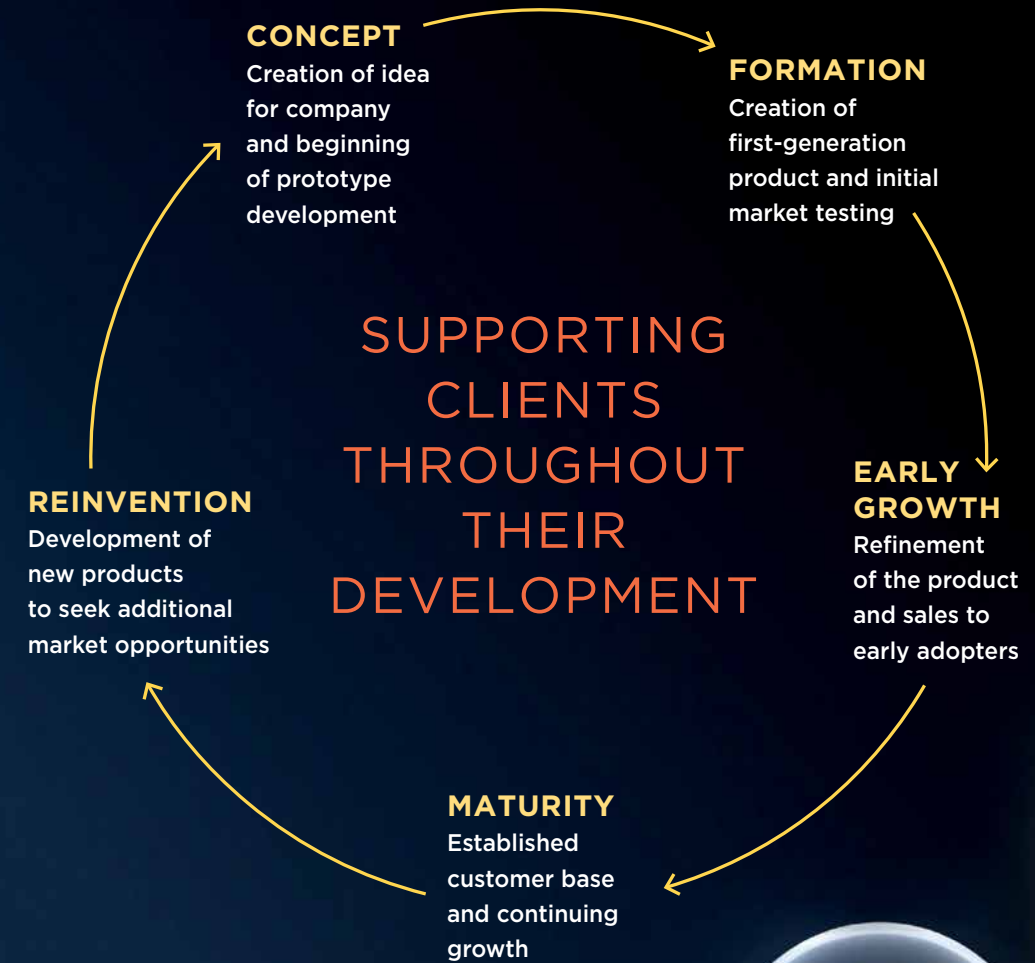 CONCEPT
Creation of idea
for company
and beginning
of prototype
development
FORMATION
Creation of
first-generation
product and initial
market testing
SUPPORTING
CLIENTS
THROUGHOUT
THEIR
DEVELOPMENT
EARLY
GROWTH
Refinement
of the product
and sales to
early adopters
MATURITY
Established
customer base
and continuing
growth
REINVENTION
Development of
new products
to seek additional
market opportunities